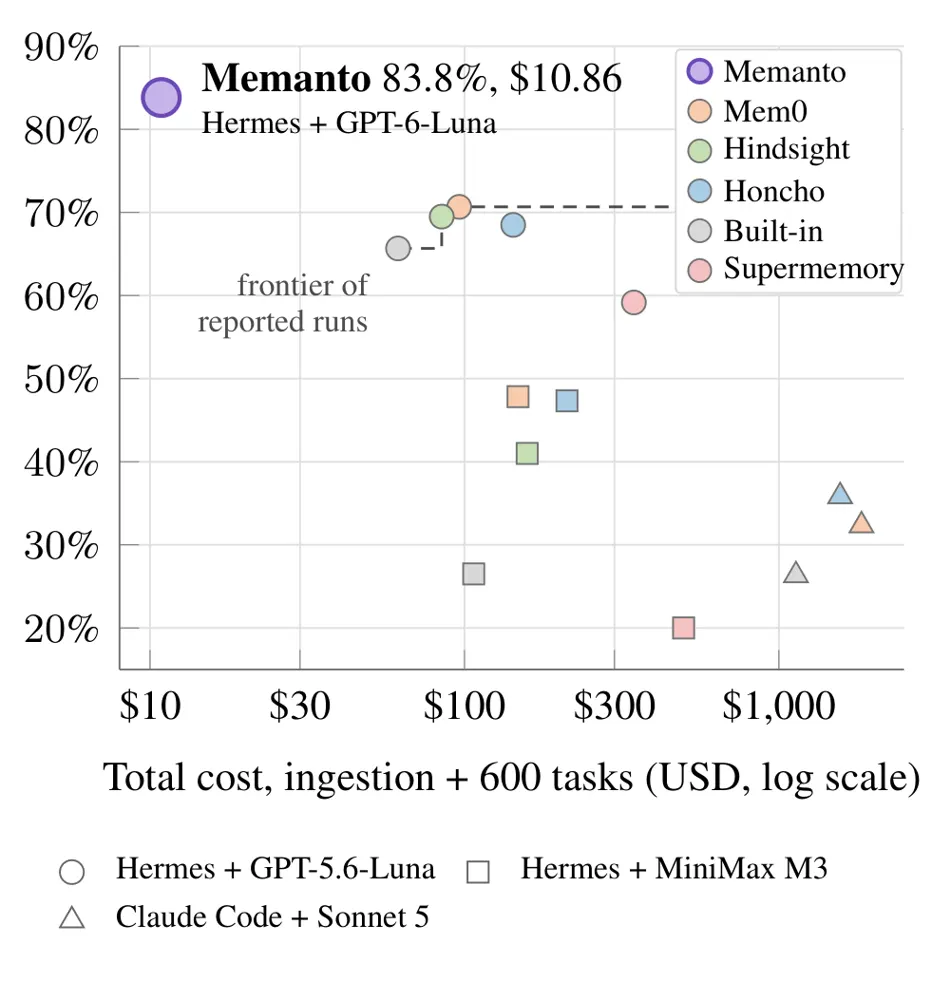 90%
Memanto 83.8%, $10.86
Hermes + GPT-6-Luna
80%
70%
60%
50%
40%
30%
20%
Memanto
Mem0
Hindsight
Honcho
Built-in
Supermemory
frontier of
reported runs
$10 $30 $100 $300 $1,000
Total cost, ingestion + 600 tasks (USD, log scale)
Hermes + GPT-5.6-Luna Hermes + MiniMax M3
Claude Code + Sonnet 5